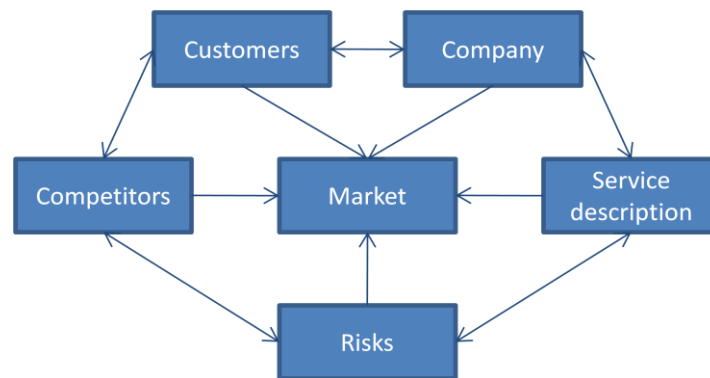 Customers
Company
Competitors
Market
Service
description
Risks